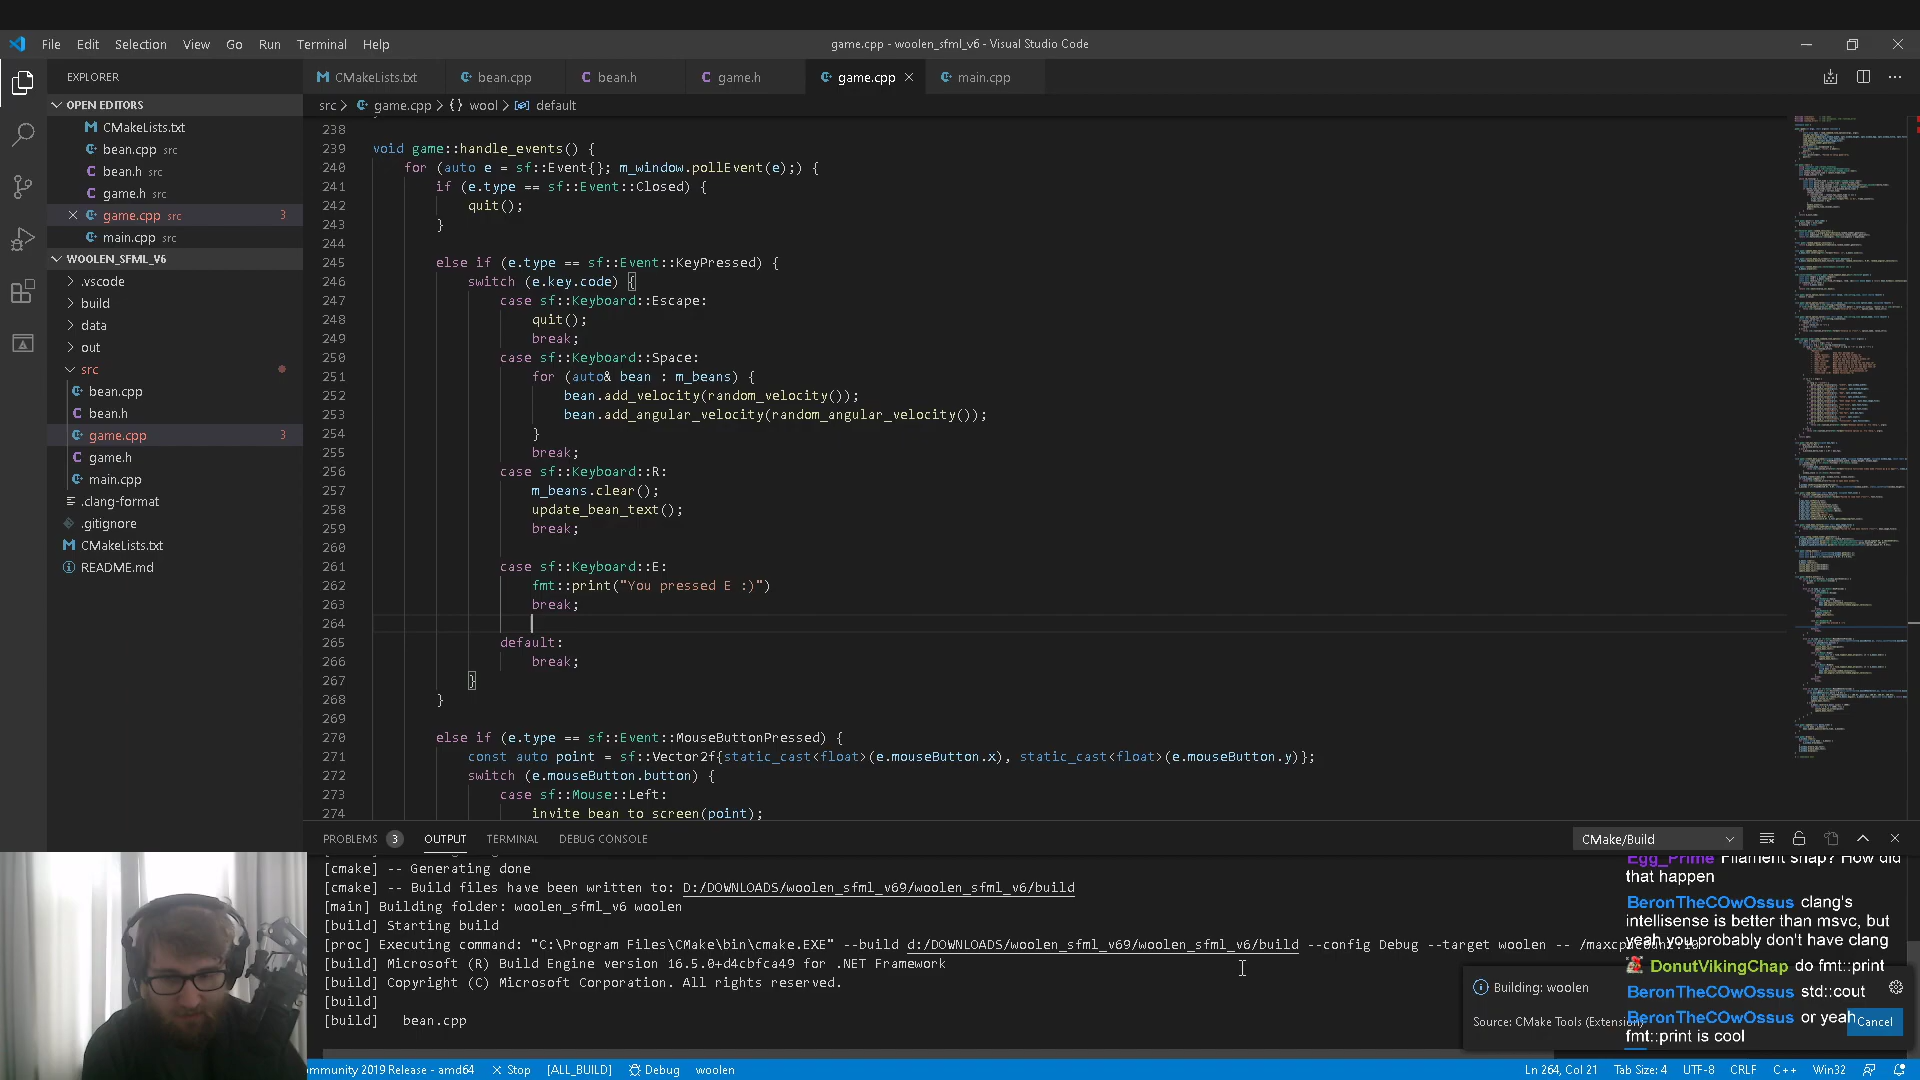 File Edit Selection View Go Run Terminal Help
game.cpp - woolen_sfml_v6 - Visual Studio Code
EXPLORER
CMakeLists.txt bean.cpp bean.h game.h game.cpp main.cpp
OPEN EDITORS
CMakeLists.txt
bean.cpp src
bean.h src
game.h src
game.cpp src 3
main.cpp src
WOOLEN_SFML_V6
.vscode
build
data
out
src
bean.cpp
bean.h
game.cpp 3
game.h
main.cpp
.clang-format
.gitignore
CMakeLists.txt
README.md
src > game.cpp > {} wool > default
238
239 void game::handle_events() {
240 for (auto e = sf::Event{}; m_window.pollEvent(e);) {
241 if (e.type == sf::Event::Closed) {
242 quit();
243 }
244
245 else if (e.type == sf::Event::KeyPressed) {
246 switch (e.key.code) {
247 case sf::Keyboard::Escape:
248 quit();
249 break;
250 case sf::Keyboard::Space:
251 for (auto& bean : m_beans) {
252 bean.add_velocity(random_velocity());
253 bean.add_angular_velocity(random_angular_velocity());
254 }
255 break;
256 case sf::Keyboard::R:
257 m_beans.clear();
258 update_bean_text();
259 break;
260
261 case sf::Keyboard::E:
262 fmt::print("You pressed E :)")
263 break;
264
265 default:
266 break;
267 }
268 }
269
270 else if (e.type == sf::Event::MouseButtonPressed) {
271 const auto point = sf::Vector2f{static_cast<float>(e.mouseButton.x), static_cast<float>(e.mouseButton.y)};
272 switch (e.mouseButton.button) {
273 case sf::Mouse::Left:
274 invite_bean_to_screen(point);
PROBLEMS 3 OUTPUT TERMINAL DEBUG CONSOLE
CMake/Build
[cmake] -- Generating done
[cmake] -- Build files have been written to: D:/DOWNLOADS/woolen_sfml_v69/woolen_sfml_v6/build
[main] Building folder: woolen_sfml_v6 woolen
[build] Starting build
[proc] Executing command: "C:\Program Files\CMake\bin\cmake.EXE" --build d:/DOWNLOADS/woolen_sfml_v69/woolen_sfml_v6/build --config Debug --target woolen --
[build] Microsoft (R) Build Engine version 16.5.0+d4cbfca49 for .NET Framework
[build] Copyright (C) Microsoft Corporation. All rights reserved.
[build]
[build] bean.cpp
Egg_Prime Filament snap? How did
that happen
BeronTheCOwOssus clang's
intellisense is better than msvc, but
yeah you probably don't have clang
DonutVikingChap do fmt::print
BeronTheCOwOssus std::cout
BeronTheCOwOssus or yeah
fmt::print is cool
Building: woolen
Source: CMake Tools (Extension)
Cancel
ommunity 2019 Release - amd64 Stop [ALL_BUILD] Debug woolen
Ln 264, Col 21 Tab Size: 4 UTF-8 CRLF C++ Win32